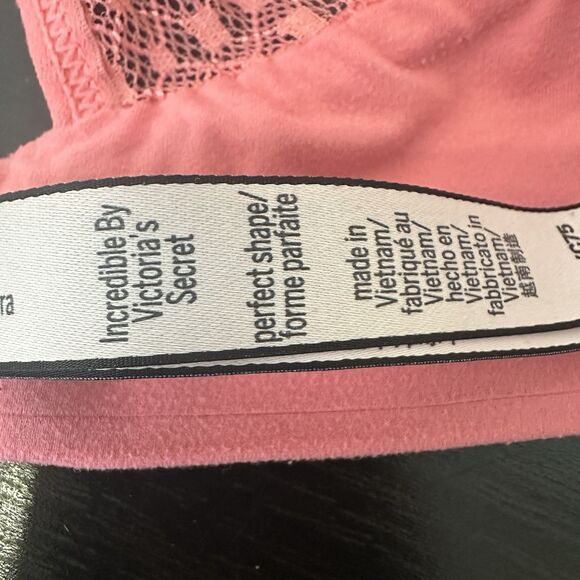 Incredible By
Victoria's
Secret
perfect shape/
forme parfaite
made in
Vietnam/
fabriqué au
Vietnam/
hecho en
Vietnam/
fabbricato in
Vietnam/
越南制造